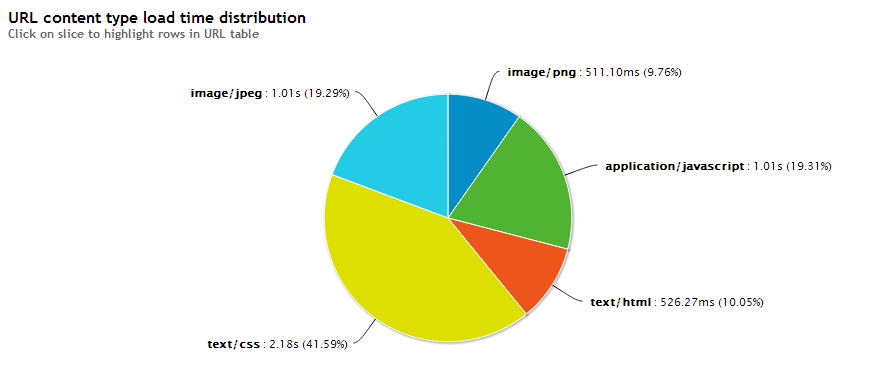 URL content type load time distribution
Click on slice to highlight rows in URL table
image/png : 511.10ms (9.76%)
image/jpeg : 1.01s (19.29%)
application/javascript : 1.01s (19.31%)
text/html : 526.27ms (10.05%)
text/css : 2.18s (41.59%)